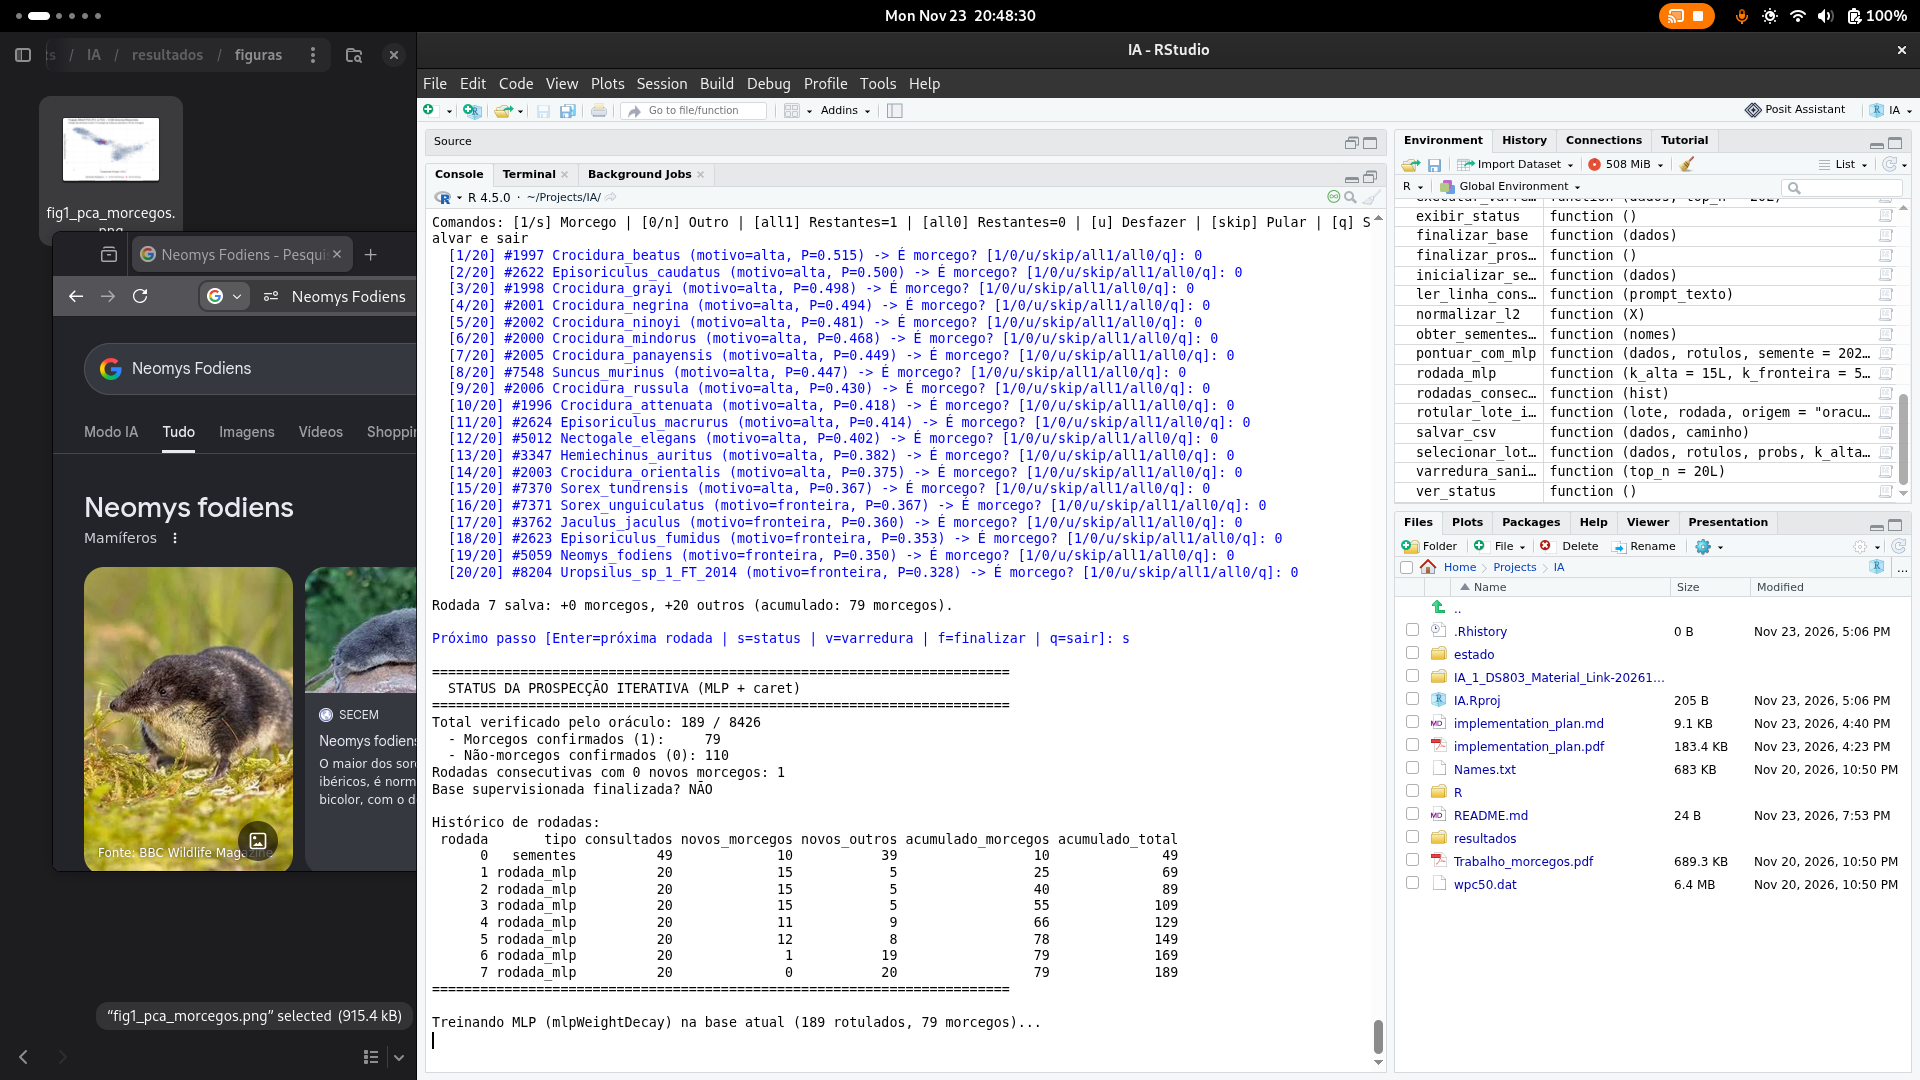 Mon Nov 23 20:48:30
100%
/ IA / resultados / figuras
fig1_pca_morcegos.
png
Neomys Fodiens - Pesqui
Neomys Fodiens
Neomys Fodiens
Modo IA Tudo Imagens Vídeos Shoppin
Neomys fodiens
Mamíferos
SECEM
Neomys fodiens
O maior dos sor
ibéricos, é norm
bicolor, com o d
Fonte: BBC Wildlife Magazine
"fig1_pca_morcegos.png" selected (915.4 kB)
IA - RStudio
File Edit Code View Plots Session Build Debug Profile Tools Help
Go to file/function Addins Posit Assistant IA
Source
Console Terminal Background Jobs
R 4.5.0 · ~/Projects/IA/
Comandos: [1/s] Morcego | [0/n] Outro | [all1] Restantes=1 | [all0] Restantes=0 | [u] Desfazer | [skip] Pular | [q] S
alvar e sair
[1/20] #1997 Crocidura_beatus (motivo=alta, P=0.515) -> É morcego? [1/0/u/skip/all1/all0/q]: 0
[2/20] #2622 Episoriculus_caudatus (motivo=alta, P=0.500) -> É morcego? [1/0/u/skip/all1/all0/q]: 0
[3/20] #1998 Crocidura_grayi (motivo=alta, P=0.498) -> É morcego? [1/0/u/skip/all1/all0/q]: 0
[4/20] #2001 Crocidura_negrina (motivo=alta, P=0.494) -> É morcego? [1/0/u/skip/all1/all0/q]: 0
[5/20] #2002 Crocidura_ninoyi (motivo=alta, P=0.481) -> É morcego? [1/0/u/skip/all1/all0/q]: 0
[6/20] #2000 Crocidura_mindorus (motivo=alta, P=0.468) -> É morcego? [1/0/u/skip/all1/all0/q]: 0
[7/20] #2005 Crocidura_panayensis (motivo=alta, P=0.449) -> É morcego? [1/0/u/skip/all1/all0/q]: 0
[8/20] #7548 Suncus_murinus (motivo=alta, P=0.447) -> É morcego? [1/0/u/skip/all1/all0/q]: 0
[9/20] #2006 Crocidura_russula (motivo=alta, P=0.430) -> É morcego? [1/0/u/skip/all1/all0/q]: 0
[10/20] #1996 Crocidura_attenuata (motivo=alta, P=0.418) -> É morcego? [1/0/u/skip/all1/all0/q]: 0
[11/20] #2624 Episoriculus_macrurus (motivo=alta, P=0.414) -> É morcego? [1/0/u/skip/all1/all0/q]: 0
[12/20] #5012 Nectogale_elegans (motivo=alta, P=0.402) -> É morcego? [1/0/u/skip/all1/all0/q]: 0
[13/20] #3347 Hemiechinus_auritus (motivo=alta, P=0.382) -> É morcego? [1/0/u/skip/all1/all0/q]: 0
[14/20] #2003 Crocidura_orientalis (motivo=alta, P=0.375) -> É morcego? [1/0/u/skip/all1/all0/q]: 0
[15/20] #7370 Sorex_tundrensis (motivo=alta, P=0.367) -> É morcego? [1/0/u/skip/all1/all0/q]: 0
[16/20] #7371 Sorex_unguiculatus (motivo=fronteira, P=0.367) -> É morcego? [1/0/u/skip/all1/all0/q]: 0
[17/20] #3762 Jaculus_jaculus (motivo=fronteira, P=0.360) -> É morcego? [1/0/u/skip/all1/all0/q]: 0
[18/20] #2623 Episoriculus_fumidus (motivo=fronteira, P=0.353) -> É morcego? [1/0/u/skip/all1/all0/q]: 0
[19/20] #5059 Neomys_fodiens (motivo=fronteira, P=0.350) -> É morcego? [1/0/u/skip/all1/all0/q]: 0
[20/20] #8204 Uropsilus_sp_1_FT_2014 (motivo=fronteira, P=0.328) -> É morcego? [1/0/u/skip/all1/all0/q]: 0
Rodada 7 salva: +0 morcegos, +20 outros (acumulado: 79 morcegos).
Próximo passo [Enter=próxima rodada | s=status | v=varredura | f=finalizar | q=sair]: s
======================================================================
STATUS DA PROSPECÇÃO ITERATIVA (MLP + caret)
======================================================================
Total verificado pelo oráculo: 189 / 8426
- Morcegos confirmados (1): 79
- Não-morcegos confirmados (0): 110
Rodadas consecutivas com 0 novos morcegos: 1
Base supervisionada finalizada? NÃO
Histórico de rodadas:
rodada tipo consultados novos_morcegos novos_outros acumulado_morcegos acumulado_total
0 sementes 49 10 39 10 49
1 rodada_mlp 20 15 5 25 69
2 rodada_mlp 20 15 5 40 89
3 rodada_mlp 20 15 5 55 109
4 rodada_mlp 20 11 9 66 129
5 rodada_mlp 20 12 8 78 149
6 rodada_mlp 20 1 19 79 169
7 rodada_mlp 20 0 20 79 189
======================================================================
Treinando MLP (mlpWeightDecay) na base atual (189 rotulados, 79 morcegos)...
Environment History Connections Tutorial
Import Dataset 508 MiB List
R Global Environment
exibir_status function ()
finalizar_base function (dados)
finalizar_pros… function ()
inicializar_se… function (dados)
ler_linha_cons… function (prompt_texto)
normalizar_l2 function (X)
obter_sementes… function (nomes)
pontuar_com_mlp function (dados, rotulos, semente = 202…
rodada_mlp function (k_alta = 15L, k_fronteira = 5…
rodadas_consec… function (hist)
rotular_lote_i… function (lote, rodada, origem = "oracu…
salvar_csv function (dados, caminho)
selecionar_lot… function (dados, rotulos, probs, k_alta…
varredura_sani… function (top_n = 20L)
ver_status function ()
Files Plots Packages Help Viewer Presentation
Folder File Delete Rename
Home Projects IA ...
Name Size Modified
..
.Rhistory 0 B Nov 23, 2026, 5:06 PM
estado
IA_1_DS803_Material_Link-20261...
IA.Rproj 205 B Nov 23, 2026, 5:06 PM
implementation_plan.md 9.1 KB Nov 23, 2026, 4:40 PM
implementation_plan.pdf 183.4 KB Nov 23, 2026, 4:23 PM
Names.txt 683 KB Nov 20, 2026, 10:50 PM
R
README.md 24 B Nov 23, 2026, 7:53 PM
resultados
Trabalho_morcegos.pdf 689.3 KB Nov 20, 2026, 10:50 PM
wpc50.dat 6.4 MB Nov 20, 2026, 10:50 PM